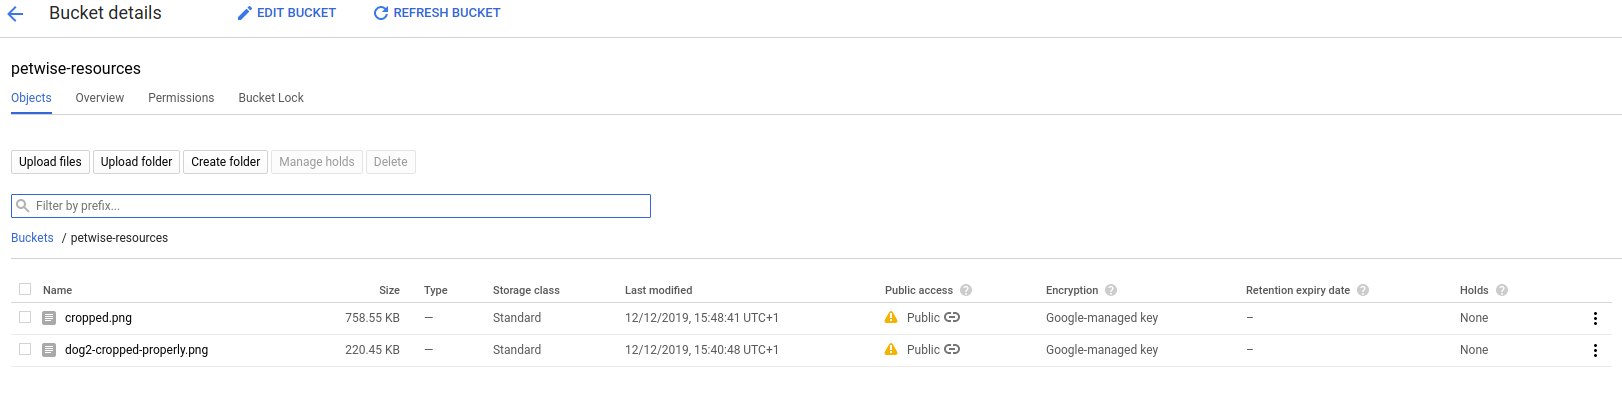 Bucket details EDIT BUCKET REFRESH BUCKET
petwise-resources
Objects Overview Permissions Bucket Lock
Upload files Upload folder Create folder Manage holds Delete
Filter by prefix...
Buckets / petwise-resources
Name Size Type Storage class Last modified Public access ? Encryption ? Retention expiry date ? Holds ?
cropped.png 758.55 KB — Standard 12/12/2019, 15:48:41 UTC+1 Public Google-managed key – None
dog2-cropped-properly.png 220.45 KB — Standard 12/12/2019, 15:40:48 UTC+1 Public Google-managed key – None